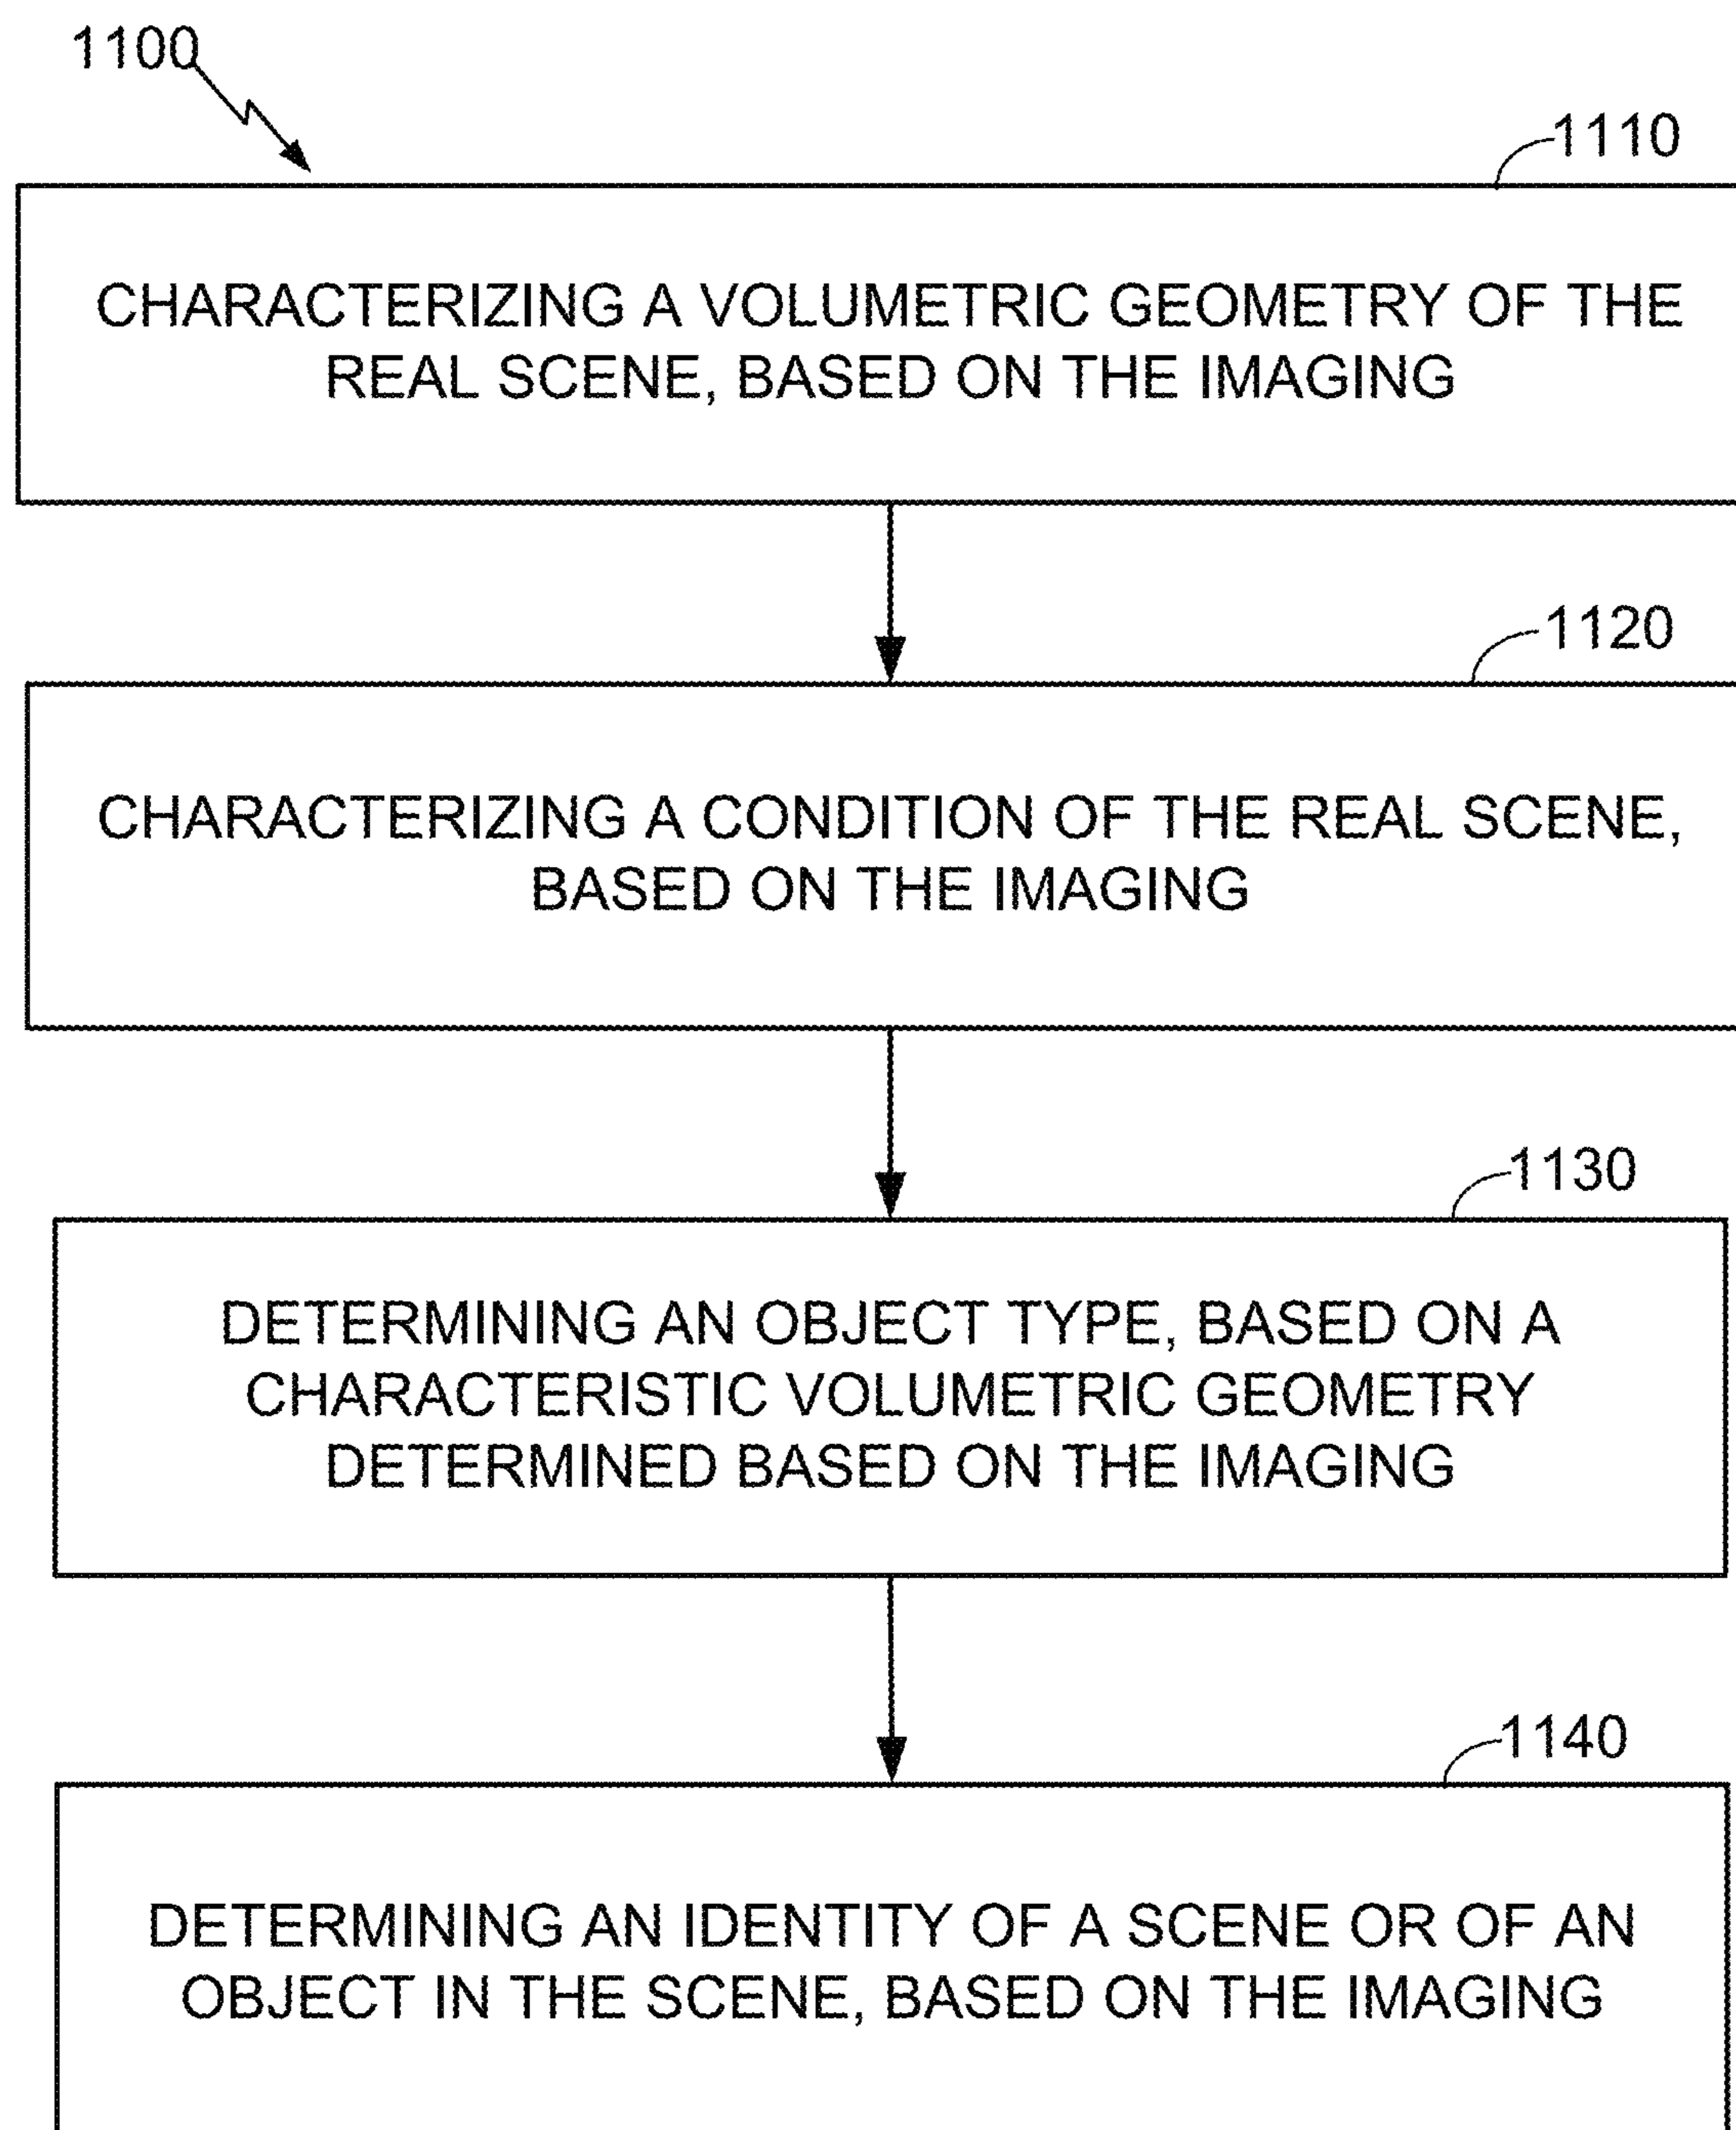 1100
1110
CHARACTERIZING A VOLUMETRIC GEOMETRY OF THE
REAL SCENE, BASED ON THE IMAGING
1120
CHARACTERIZING A CONDITION OF THE REAL SCENE,
BASED ON THE IMAGING
1130
DETERMINING AN OBJECT TYPE, BASED ON A
CHARACTERISTIC VOLUMETRIC GEOMETRY
DETERMINED BASED ON THE IMAGING
1140
DETERMINING AN IDENTITY OF A SCENE OR OF AN
OBJECT IN THE SCENE, BASED ON THE IMAGING